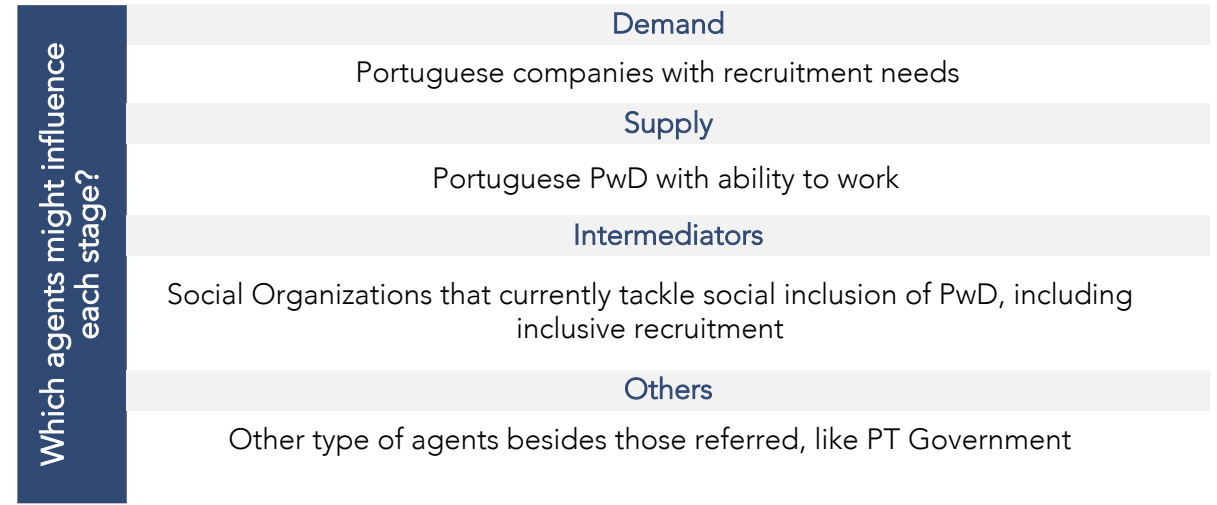 Which agents might influence
each stage?
Demand
Portuguese companies with recruitment needs
Supply
Portuguese PwD with ability to work
Intermediators
Social Organizations that currently tackle social inclusion of PwD, including
inclusive recruitment
Others
Other type of agents besides those referred, like PT Government